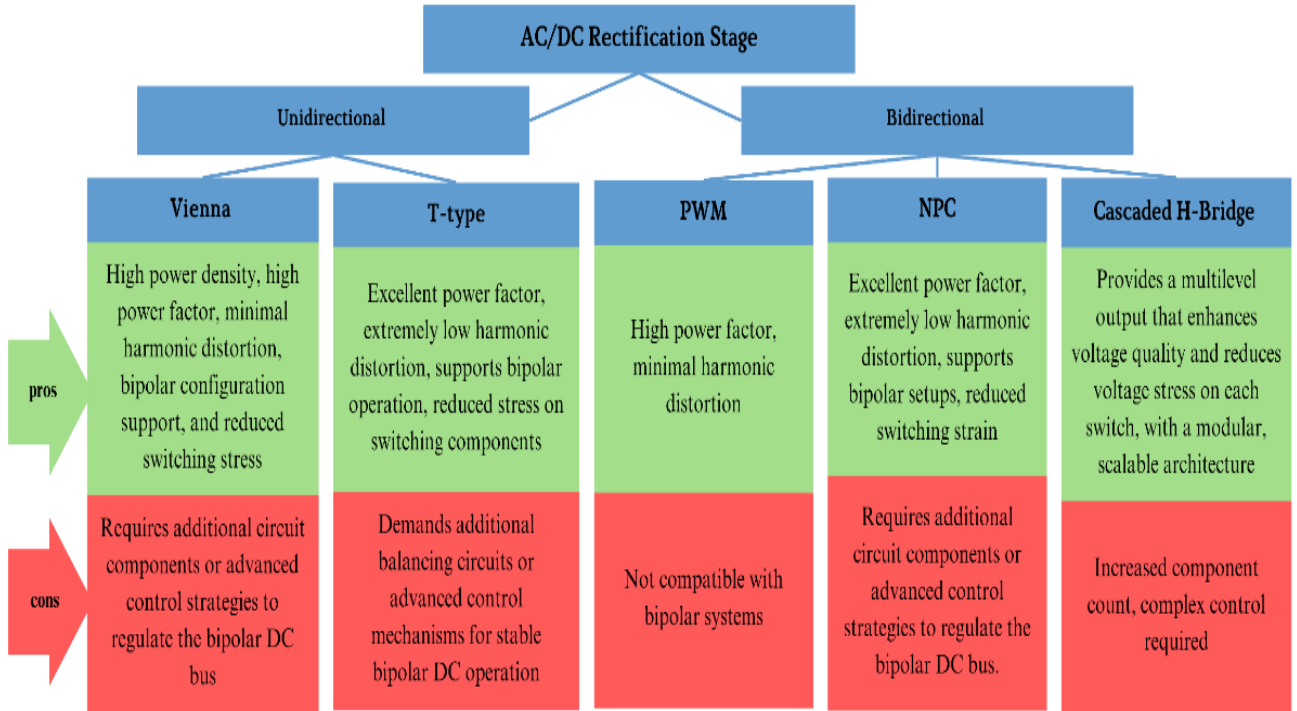 AC/DC Rectification Stage
Unidirectional
Bidirectional
Vienna
T-type
PWM
NPC
Cascaded H-Bridge
pros
High power density, high
power factor, minimal
harmonic distortion,
bipolar configuration
support, and reduced
switching stress
Excellent power factor,
extremely low harmonic
distortion, supports bipolar
operation, reduced stress on
switching components
High power factor,
minimal harmonic
distortion
Excellent power factor,
extremely low harmonic
distortion, supports
bipolar setups, reduced
switching strain
Provides a multilevel
output that enhances
voltage quality and reduces
voltage stress on each
switch, with a modular,
scalable architecture
cons
Requires additional circuit
components or advanced
control strategies to
regulate the bipolar DC
bus
Demands additional
balancing circuits or
advanced control
mechanisms for stable
bipolar DC operation
Not compatible with
bipolar systems
Requires additional
circuit components or
advanced control
strategies to regulate the
bipolar DC bus.
Increased component
count, complex control
required